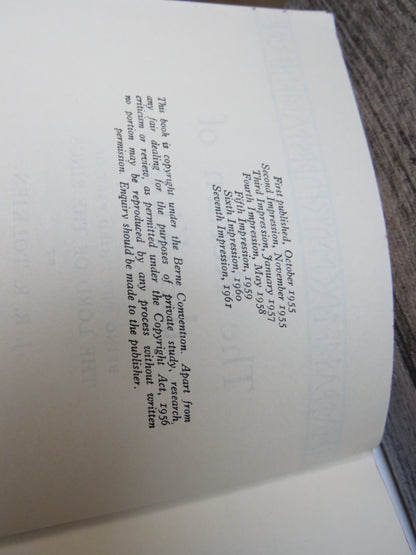 First published, October 1955
Second Impression, November 1955
Third Impression, January 1957
Fourth Impression, May 1958
Fifth Impression, 1959
Sixth Impression, 1960
Seventh Impression, 1961
This book is copyright under the Berne Convention. Apart from
any fair dealing for the purposes of private study, research,
criticism or review, as permitted under the Copyright Act, 1956
no portion may be reproduced by any process without written
permission. Enquiry should be made to the publisher.